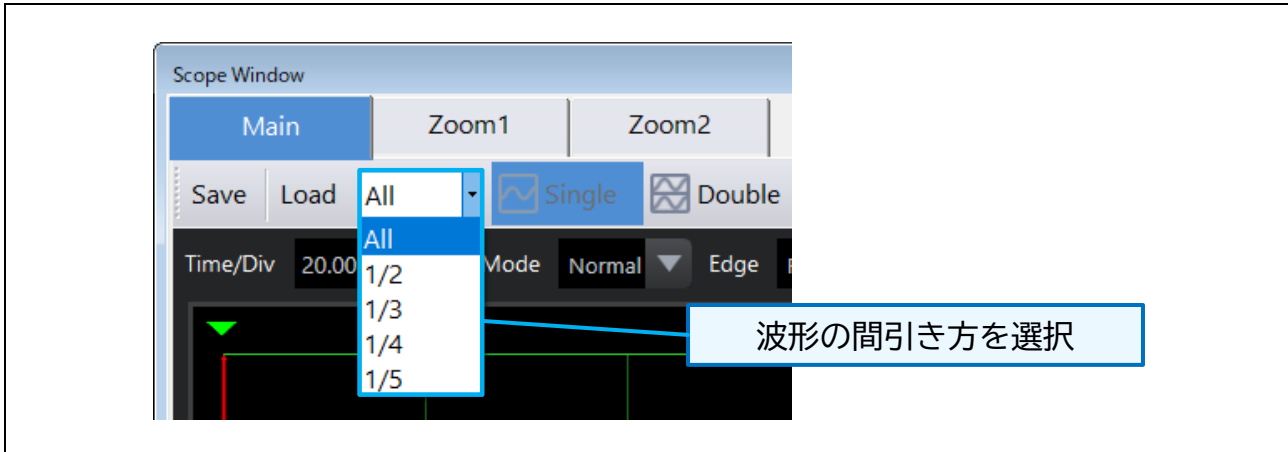 Scope Window
Main Zoom1 Zoom2
Save Load All Single Double
All
Time/Div 20.00 Mode Normal Edge
1/2
1/3
波形の間引き方を選択
1/4
1/5